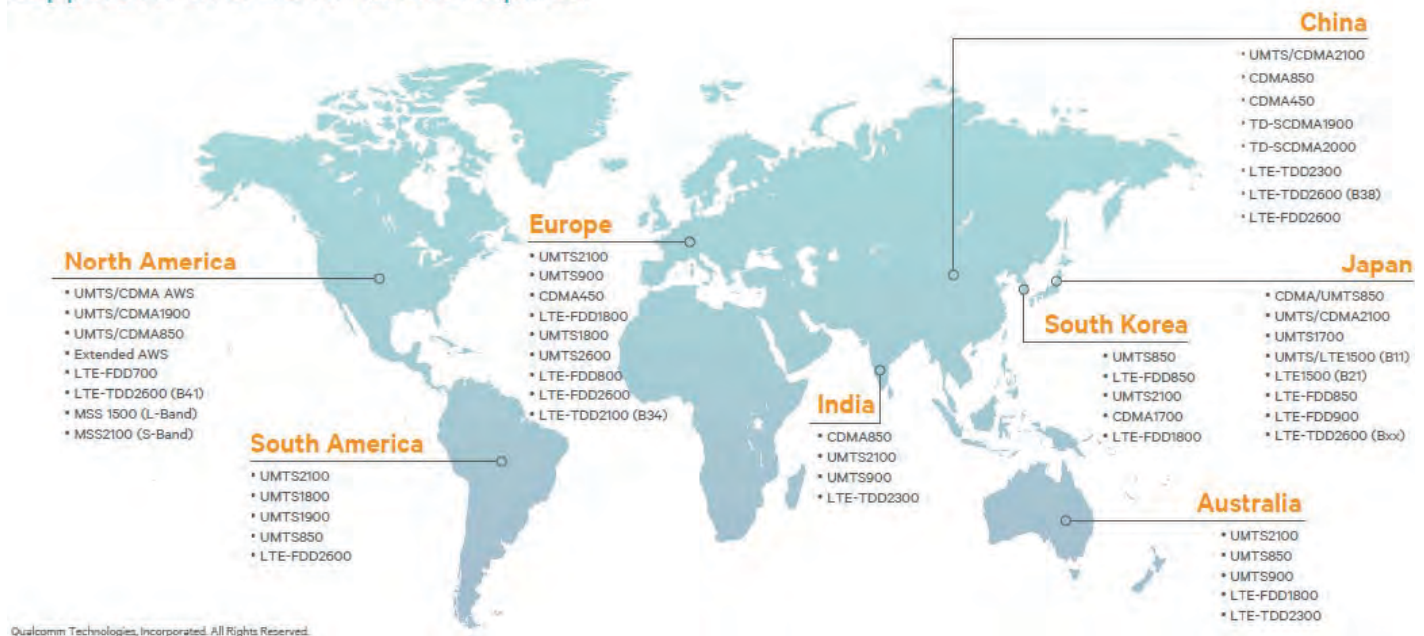 China
• UMTS/CDMA2100
• CDMA850
• CDMA450
• TD-SCDMA1900
• TD-SCDMA2000
• LTE-TDD2300
• LTE-TDD2600 (B38)
• LTE-FDD2600
Europe
• UMTS2100
• UMTS900
• CDMA450
• LTE-FDD1800
• UMTS1800
• UMTS2600
• LTE-FDD800
• LTE-FDD2600
• LTE-TDD2100 (B34)
North America
• UMTS/CDMA AWS
• UMTS/CDMA1900
• UMTS/CDMA850
• Extended AWS
• LTE-FDD700
• LTE-TDD2600 (B41)
• MSS 1500 (L-Band)
• MSS2100 (S-Band)
Japan
• CDMA/UMTS850
• UMTS/CDMA2100
• UMTS1700
• UMTS/LTE1500 (B11)
• LTE1500 (B21)
• LTE-FDD850
• LTE-FDD900
• LTE-TDD2600 (Bxx)
South Korea
• UMTS850
• LTE-FDD850
• UMTS2100
• CDMA1700
• LTE-FDD1800
India
• CDMA850
• UMTS2100
• UMTS900
• LTE-TDD2300
South America
• UMTS2100
• UMTS1800
• UMTS1900
• UMTS850
• LTE-FDD2600
Australia
• UMTS2100
• UMTS850
• UMTS900
• LTE-FDD1800
• LTE-TDD2300
Qualcomm Technologies, Incorporated. All Rights Reserved.